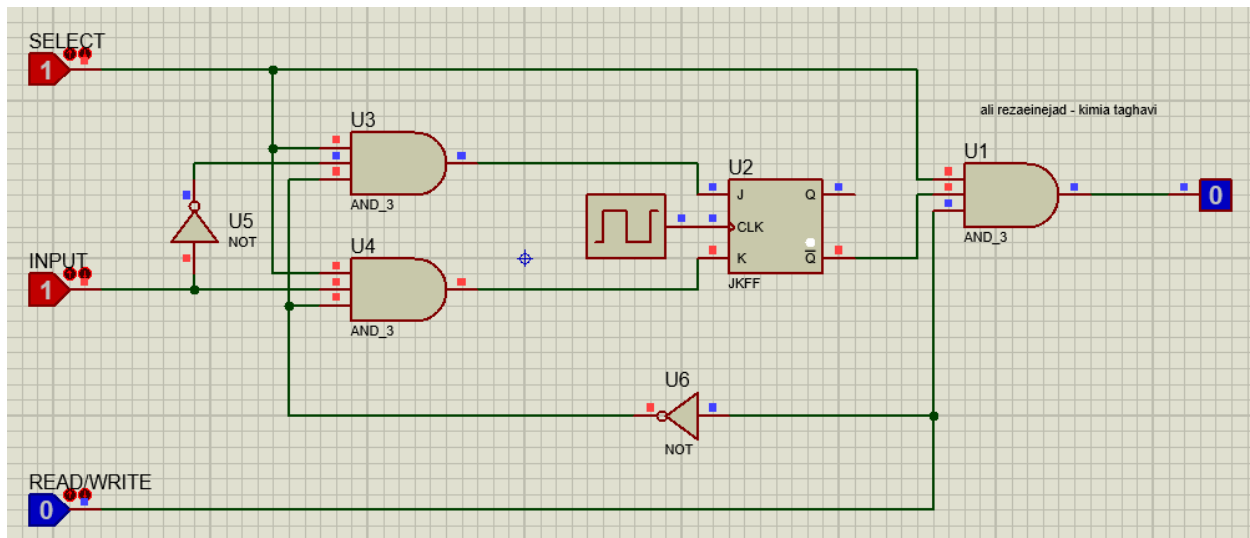 SELECT
1
ali rezaeinejad - kimia taghavi
U3
AND_3
U1
AND_3
0
U2
J
Q
CLK
K
Q
JKFF
U5
NOT
U4
AND_3
INPUT
1
U6
NOT
READ/WRITE
0